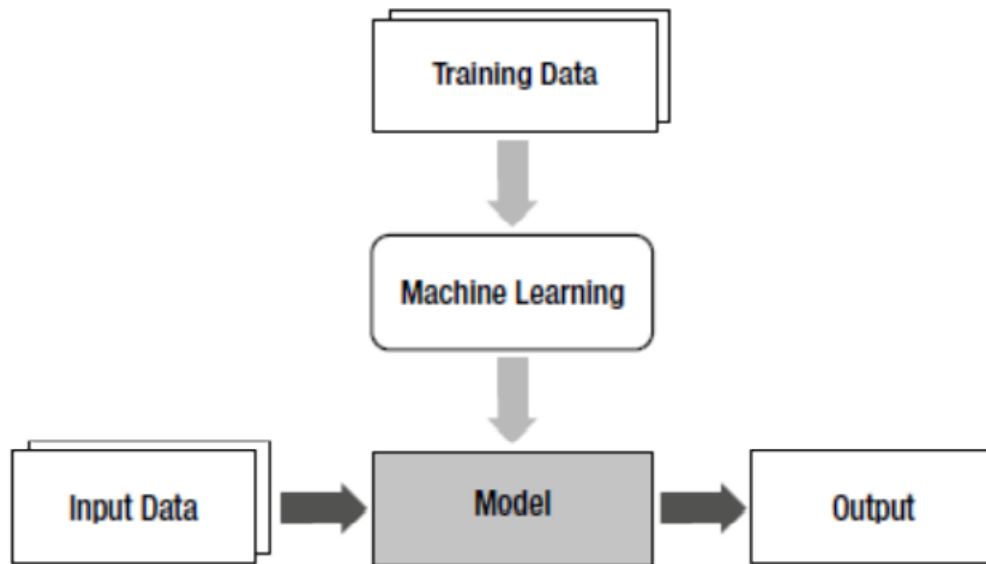 Training Data
Machine Learning
Input Data
Model
Output